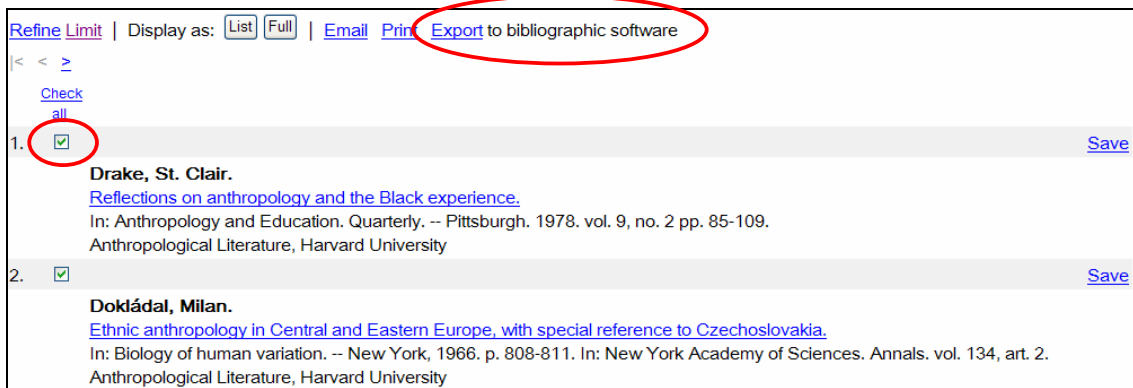 Refine Limit | Display as: List Full | Email Print Export to bibliographic software
|< < >
Check
all
1. Save
Drake, St. Clair.
Reflections on anthropology and the Black experience.
In: Anthropology and Education. Quarterly. -- Pittsburgh. 1978. vol. 9, no. 2 pp. 85-109.
Anthropological Literature, Harvard University
2. Save
Dokládal, Milan.
Ethnic anthropology in Central and Eastern Europe, with special reference to Czechoslovakia.
In: Biology of human variation. -- New York, 1966. p. 808-811. In: New York Academy of Sciences. Annals. vol. 134, art. 2.
Anthropological Literature, Harvard University